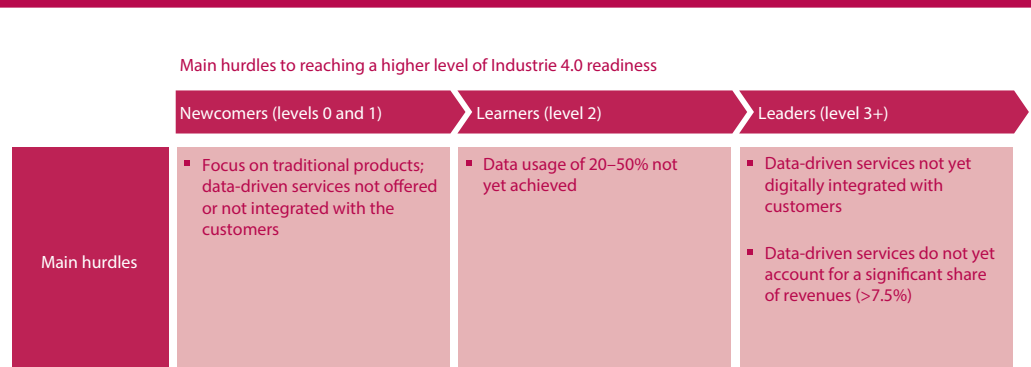 Main hurdles to reaching a higher level of Industrie 4.0 readiness
Newcomers (levels 0 and 1)
Learners (level 2)
Leaders (level 3+)
Main hurdles
▪ Focus on traditional products;
data-driven services not offered
or not integrated with the
customers
▪ Data usage of 20–50% not
yet achieved
▪ Data-driven services not yet
digitally integrated with
customers
▪ Data-driven services do not yet
account for a significant share
of revenues (>7.5%)